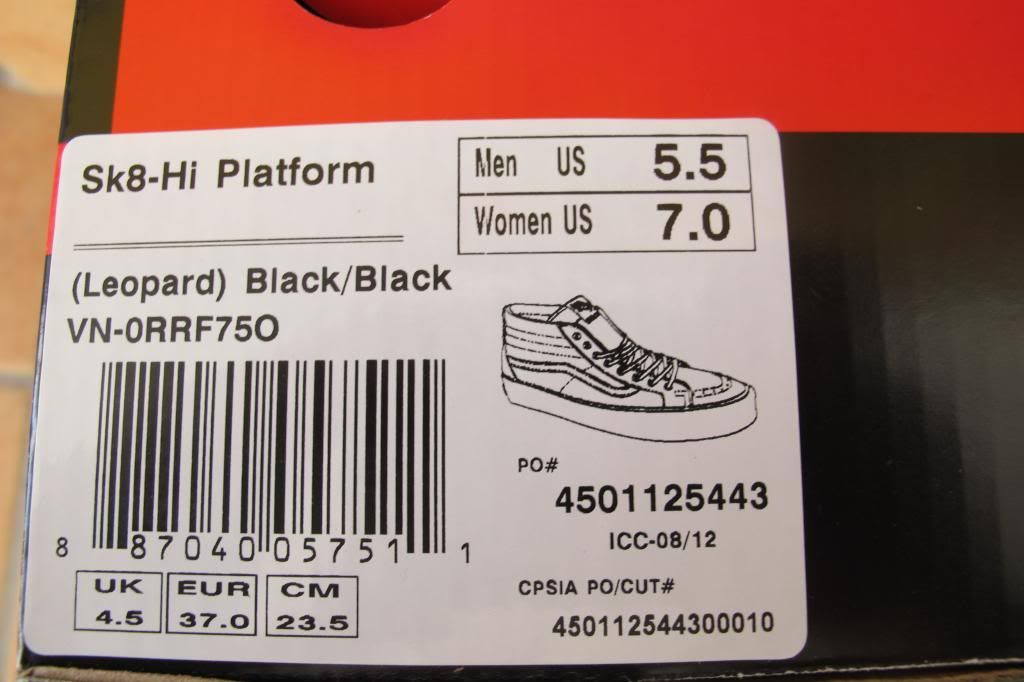 Sk8-Hi Platform
Men US 5.5
Women US 7.0
(Leopard) Black/Black
VN-0RRF75O
8 87040 05751 1
PO#
4501125443
ICC-08/12
CPSIA PO/CUT#
450112544300010
UK EUR CM
4.5 37.0 23.5